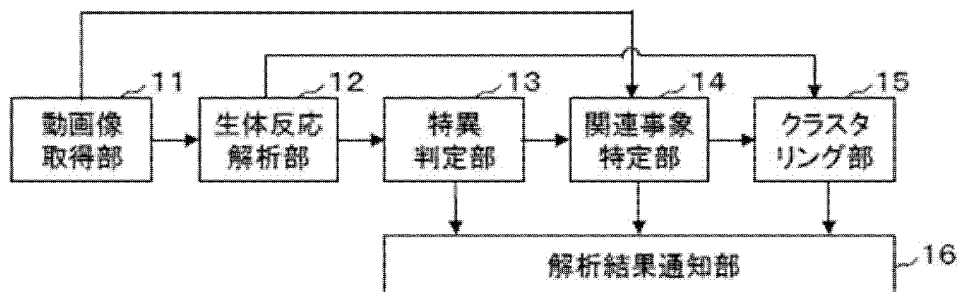 11
動画像
取得部
12
生体反応
解析部
13
特異
判定部
14
関連事象
特定部
15
クラスタ
リング部
解析結果通知部
16